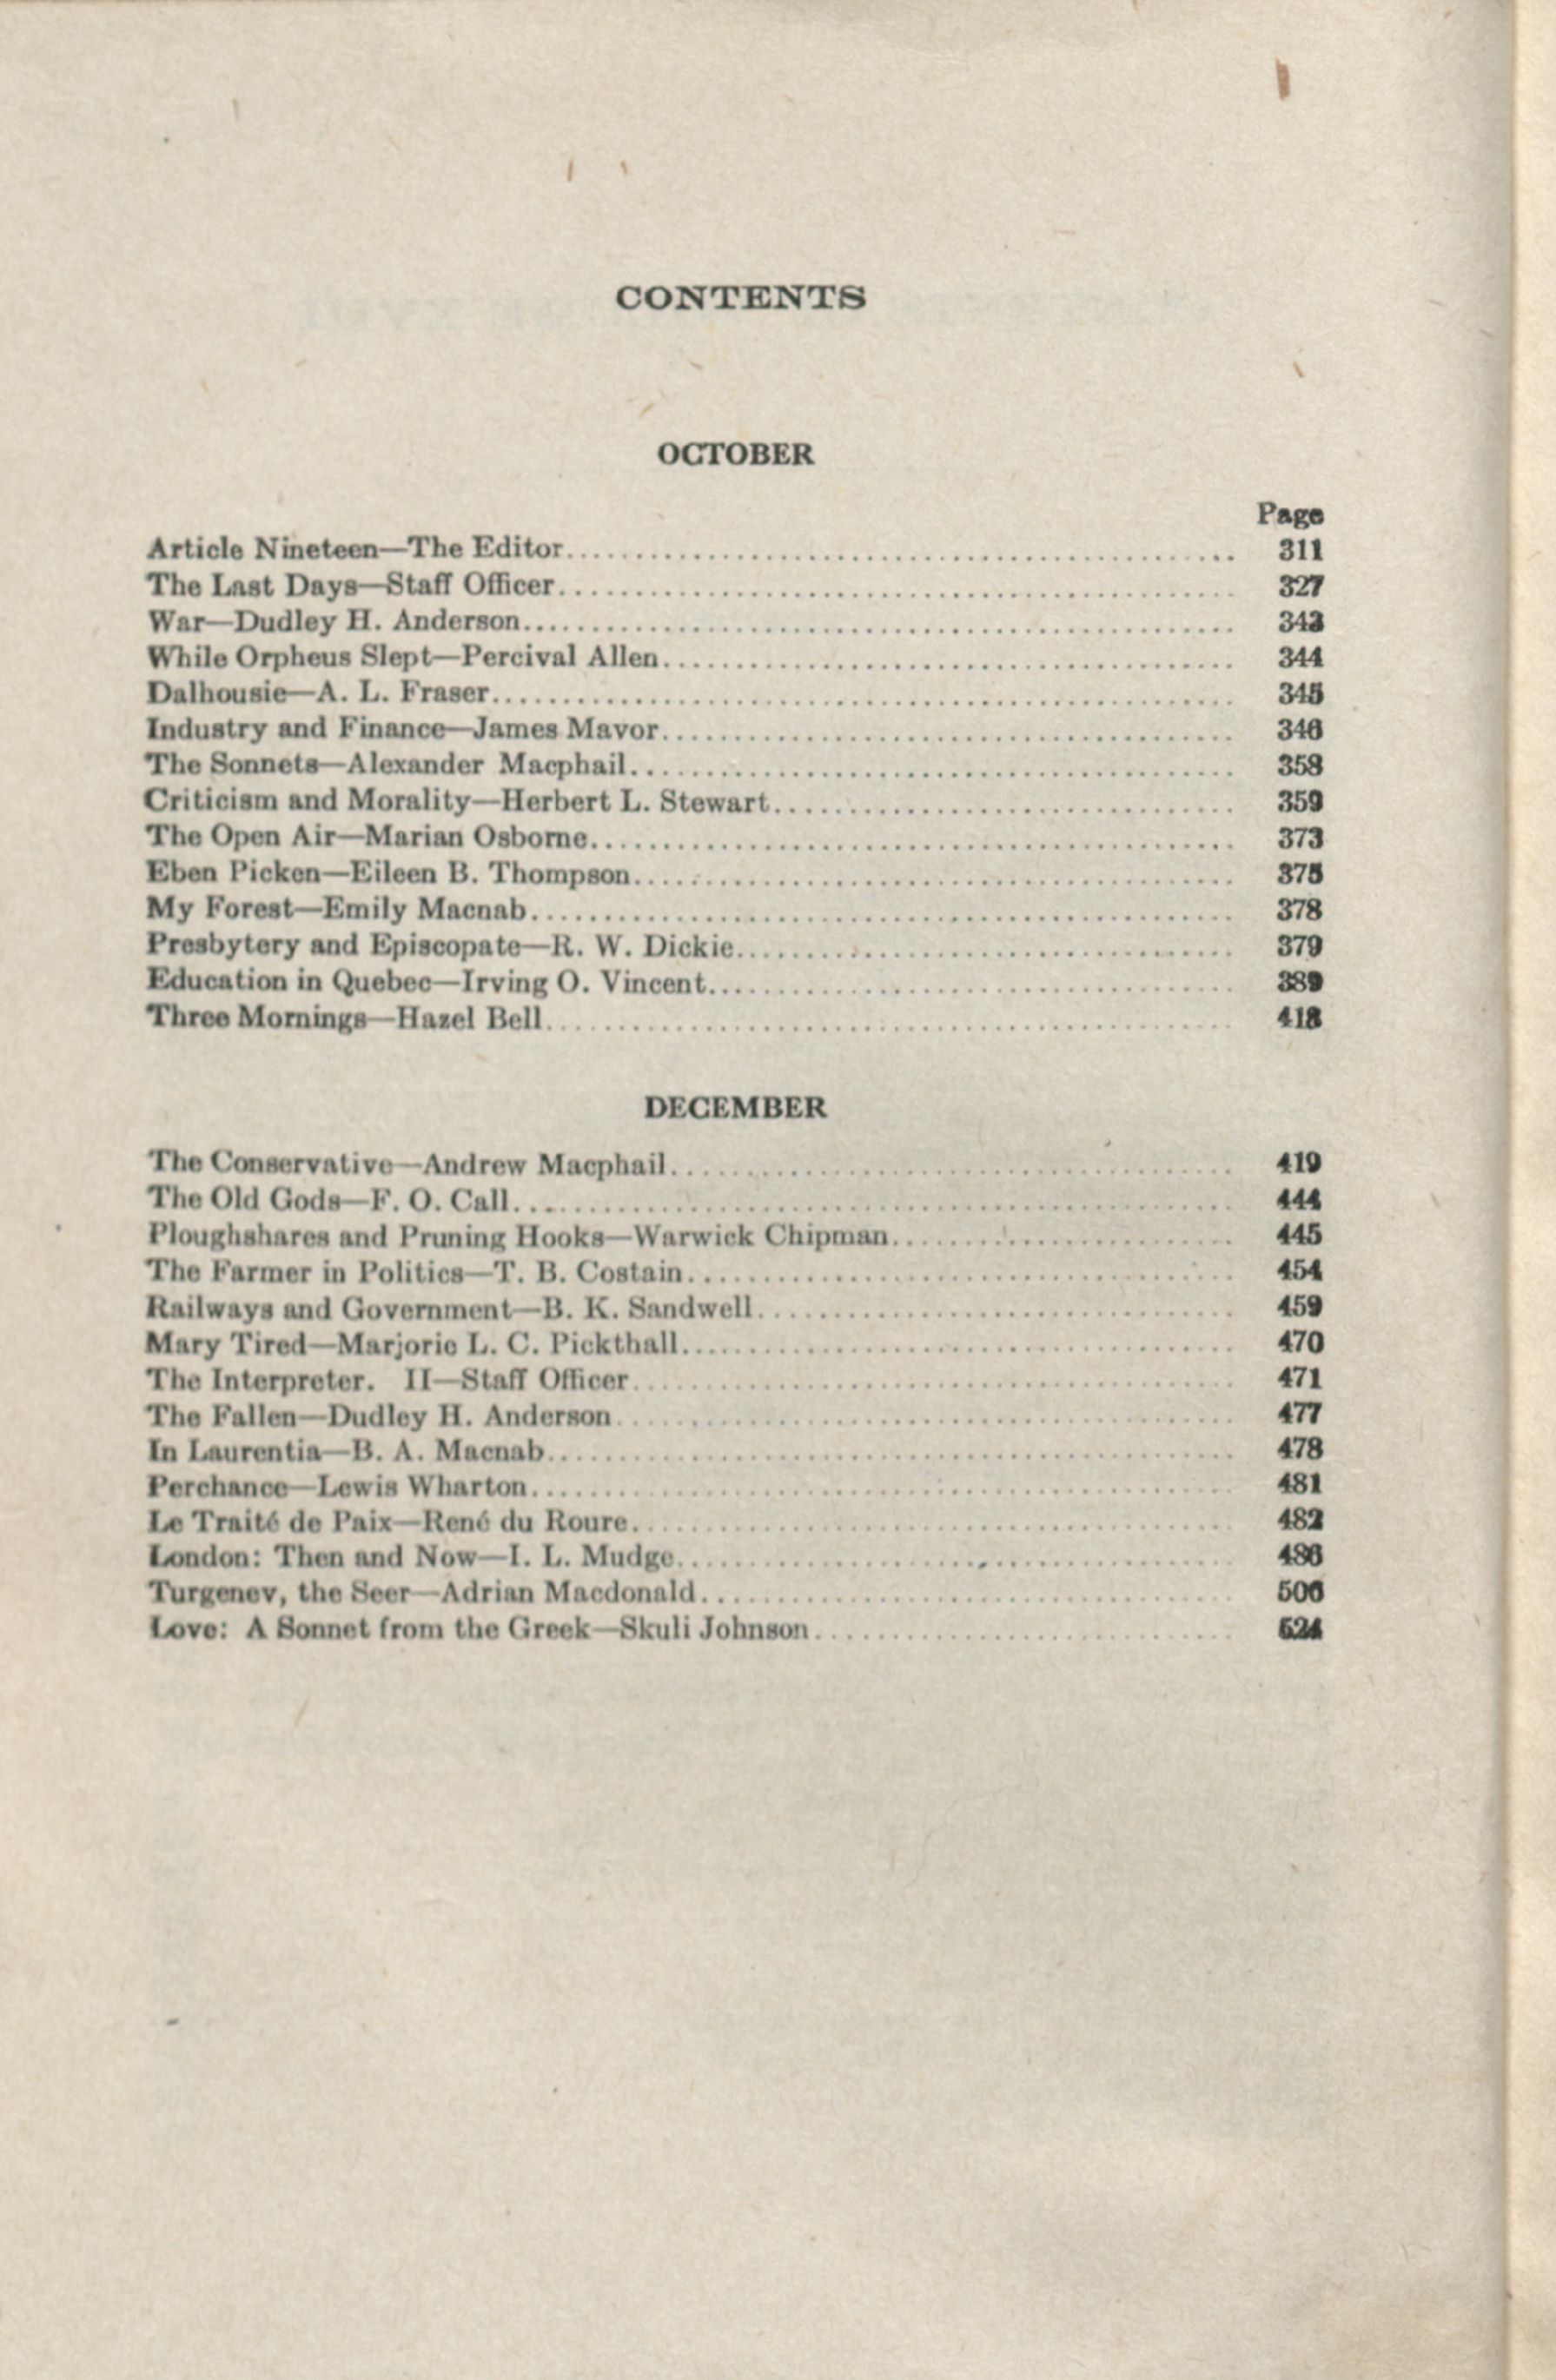 CONTENTS
OCTOBER
Page
Article Nineteen—The Editor 311
The Last Days—Staff Officer 327
War—Dudley H. Anderson 343
While Orpheus Slept—Percival Allen 344
Dalhousie—A. L. Fraser 345
Industry and Finance—James Mavor 346
The Sonnets—Alexander Macphail 358
Criticism and Morality—Herbert L. Stewart 359
The Open Air—Marian Osborne 373
Eben Picken—Eileen B. Thompson 375
My Forest—Emily Macnab 378
Presbytery and Episcopate—R. W. Dickie 379
Education in Quebec—Irving O. Vincent 389
Three Mornings—Hazel Bell 418
DECEMBER
The Conservative—Andrew Macphail 419
The Old Gods—F. O. Call 444
Ploughshares and Pruning Hooks—Warwick Chipman 445
The Farmer in Politics—T. B. Costain 454
Railways and Government—B. K. Sandwell 459
Mary Tired—Marjorie L. C. Pickthall 470
The Interpreter. II—Staff Officer 471
The Fallen—Dudley H. Anderson 477
In Laurentia—B. A. Macnab 478
Perchance—Lewis Wharton 481
Le Traité de Paix—René du Roure 482
London: Then and Now—I. L. Mudge 486
Turgenev, the Seer—Adrian Macdonald 506
Love: A Sonnet from the Greek—Skuli Johnson 524